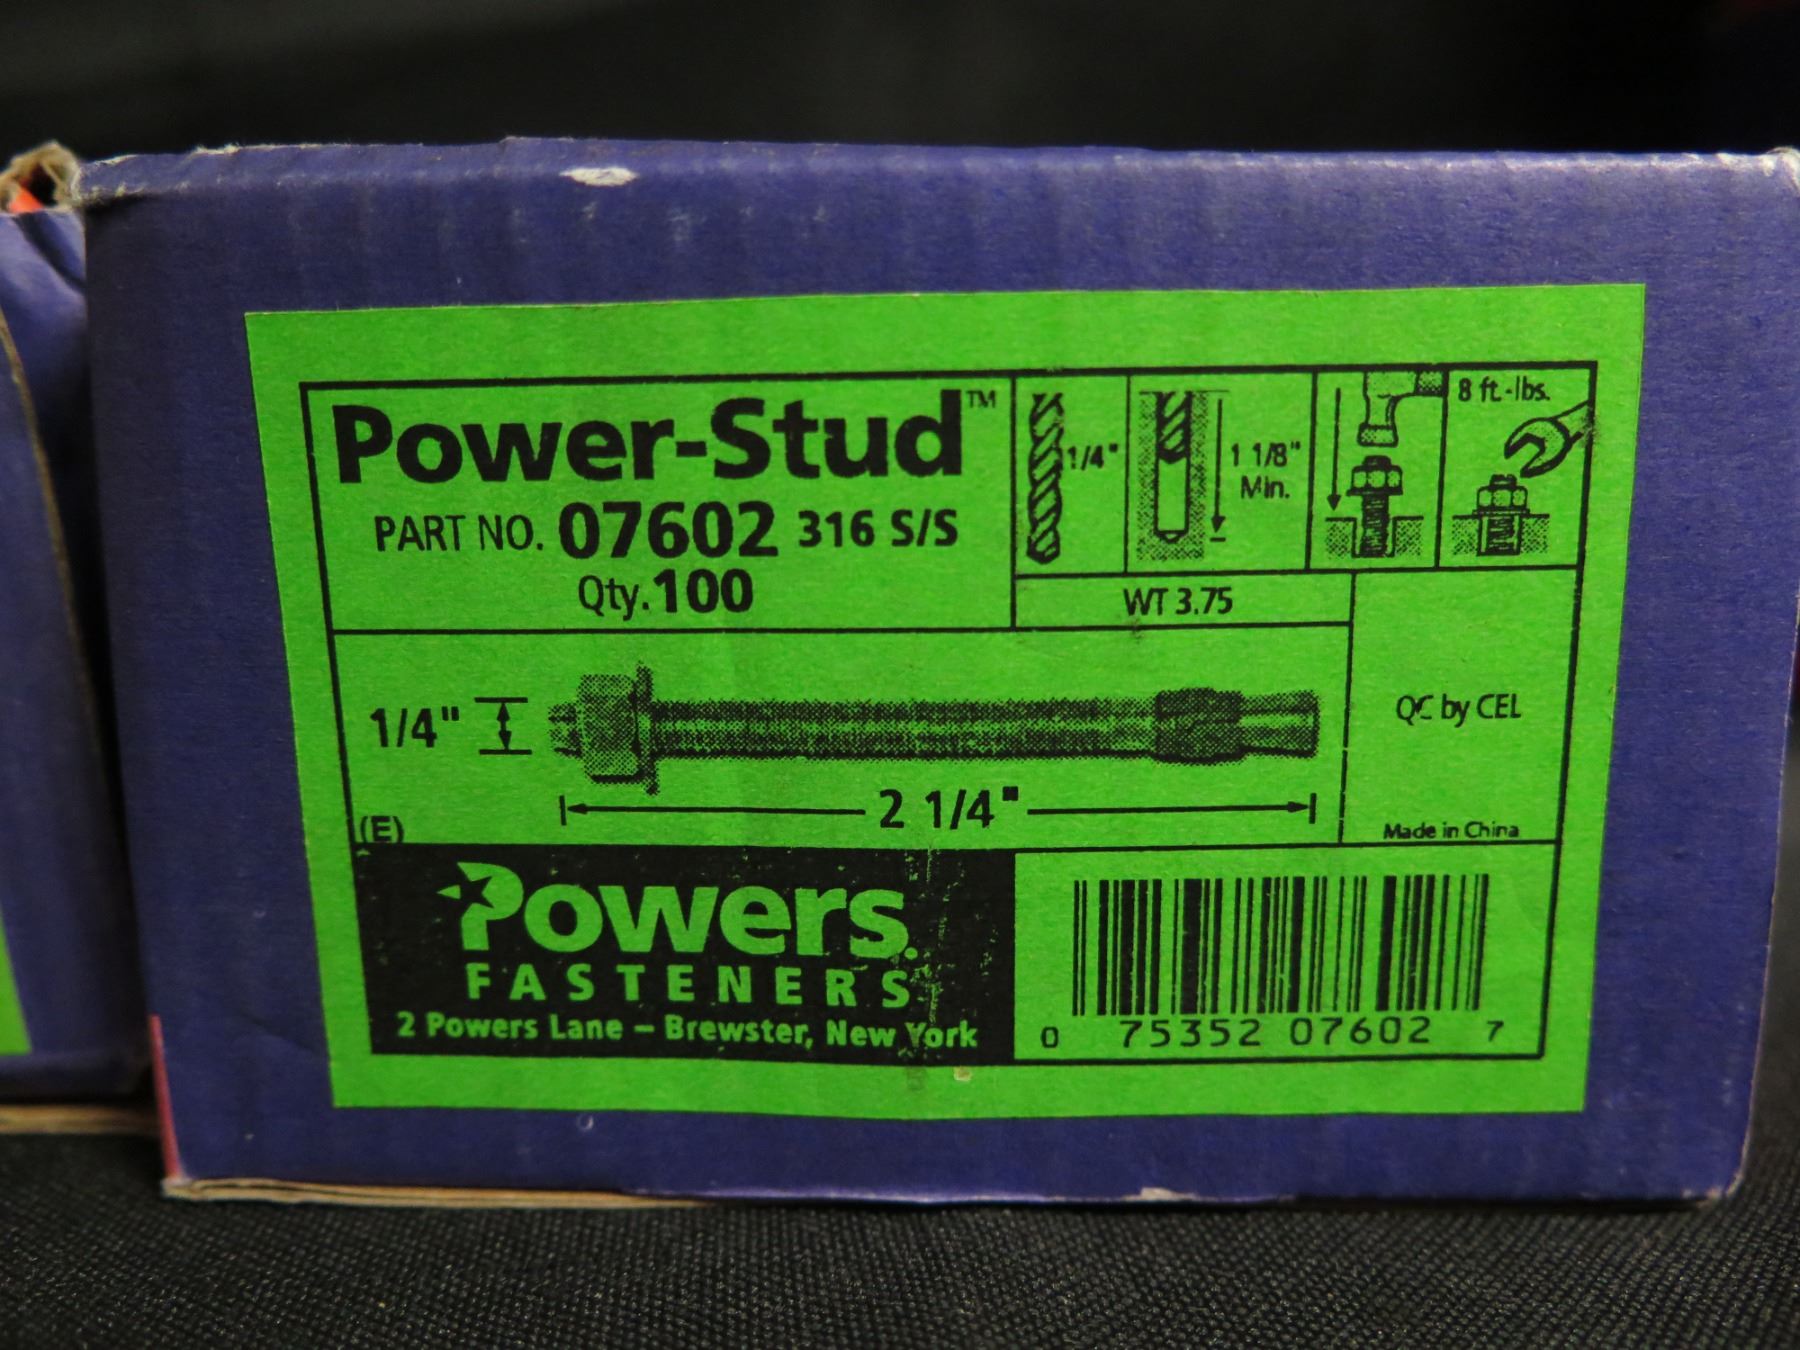 Power-Stud™
PART NO. 07602 316 S/S
Qty. 100
1/4"
1 1/8"
Min.
8 ft.-lbs.
WT 3.75
1/4"
2 1/4"
(E)
QC by CEL
Made in China
Powers.
FASTENERS
2 Powers Lane – Brewster, New York
0 75352 07602 7